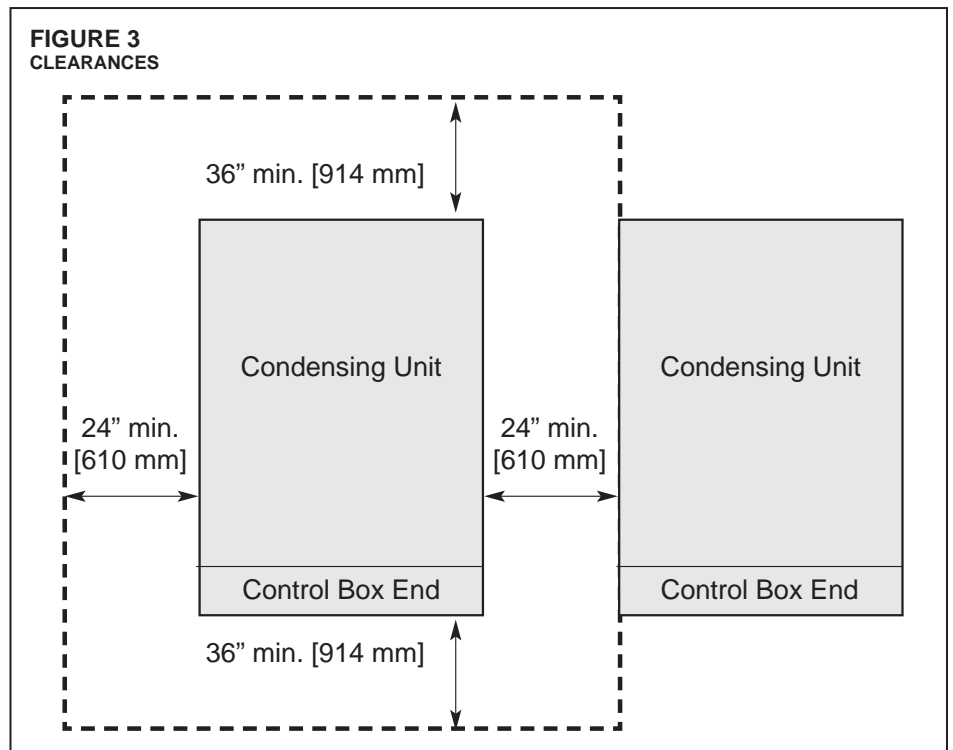 FIGURE 3
CLEARANCES
36” min. [914 mm]
Condensing Unit
Condensing Unit
24” min.
[610 mm]
24” min.
[610 mm]
Control Box End
Control Box End
36” min. [914 mm]